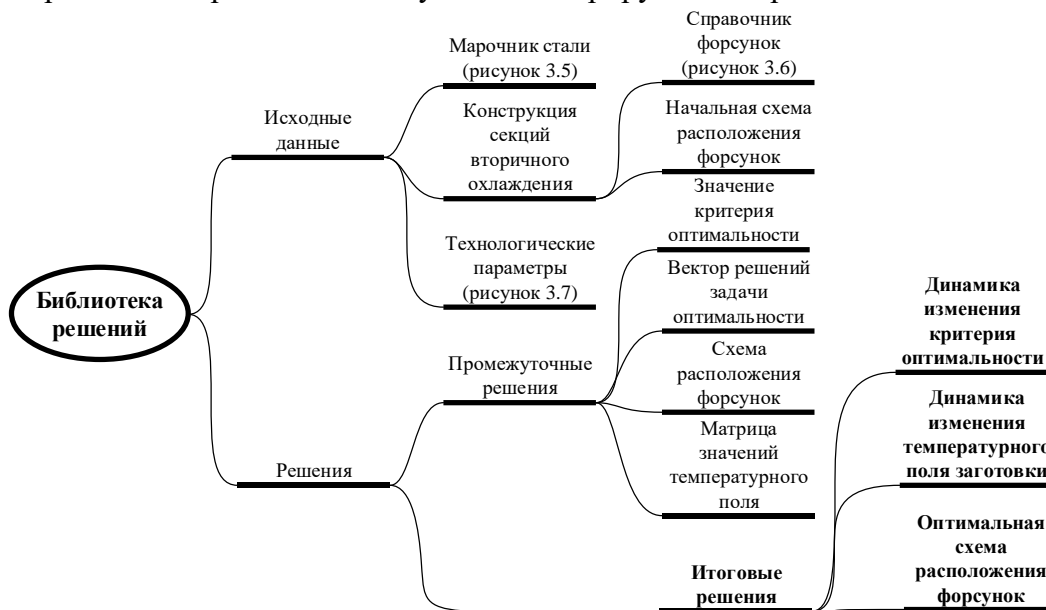 Справочник
форсунок
(рисунок 3.6)
Марочник стали
(рисунок 3.5)
Исходные
данные
Конструкция
секций
вторичного
охлаждения
Начальная схема
расположения
форсунок
Значение
критерия
оптимальности
Технологические
параметры
(рисунок 3.7)
Вектор решений
задачи
оптимальности
Библиотека
решений
Динамика
изменения
критерия
оптимальности
Промежуточные
решения
Схема
расположения
форсунок
Динамика
изменения
температурного
поля заготовки
Матрица
значений
температурного
поля
Решения
Оптимальная
схема
расположения
форсунок
Итоговые
решения